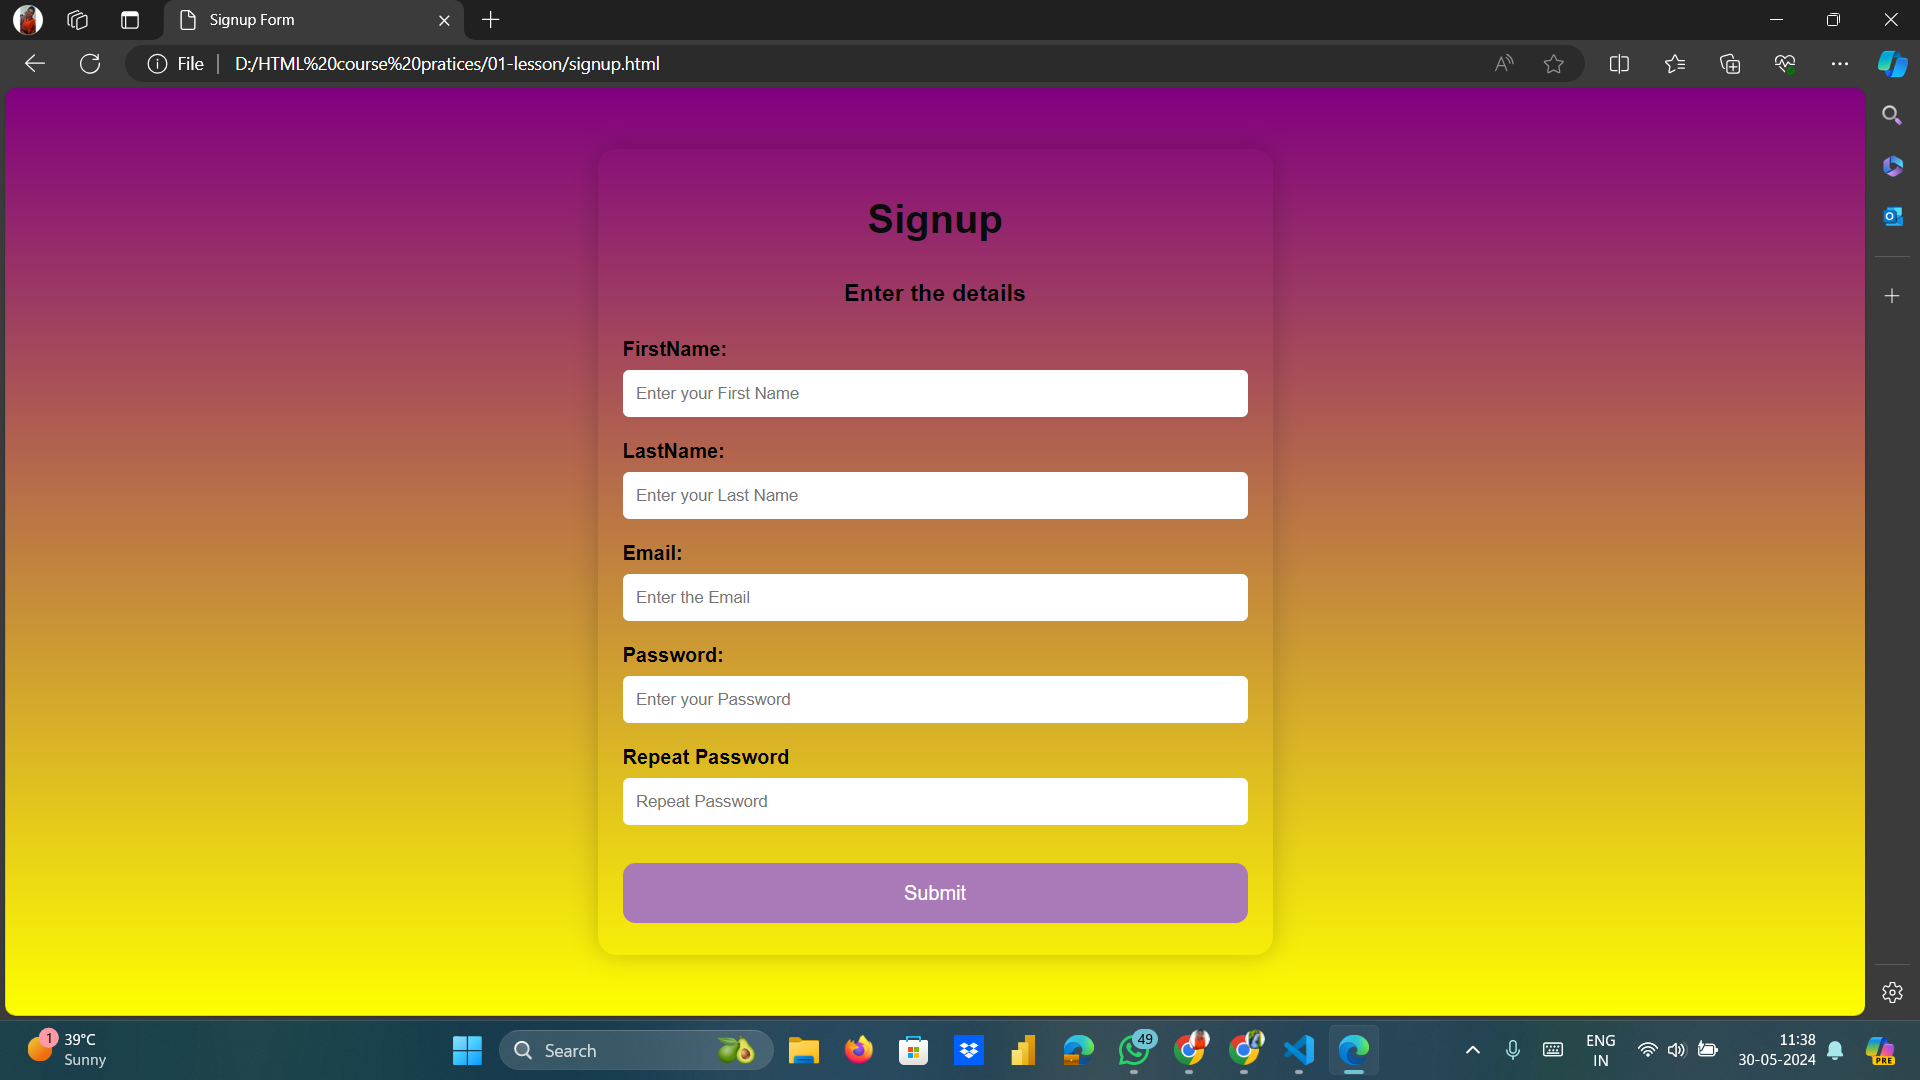 Signup Form
File
D:/HTML%20course%20pratices/01-lesson/signup.html
Signup
Enter the details
FirstName:
Enter your First Name
LastName:
Enter your Last Name
Email:
Enter the Email
Password:
Enter your Password
Repeat Password
Repeat Password
Submit
1
39°C
Sunny
Search
49
ENG
IN
11:38
30-05-2024
PRE